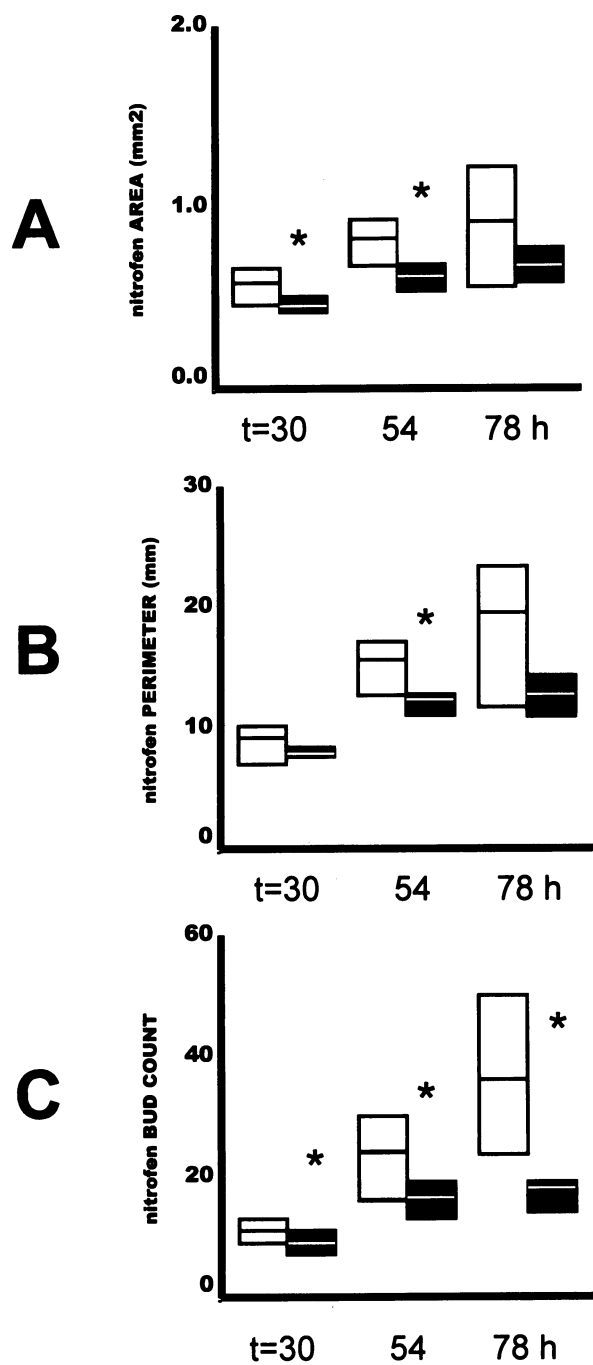 A
nitrofen AREA (mm2)
2.0
1.0
0.0
*
*
t=30 54 78 h
B
nitrofen PERIMETER (mm)
30
20
10
0
*
t=30 54 78 h
C
nitrofen BUD COUNT
60
40
20
0
*
*
*
t=30 54 78 h